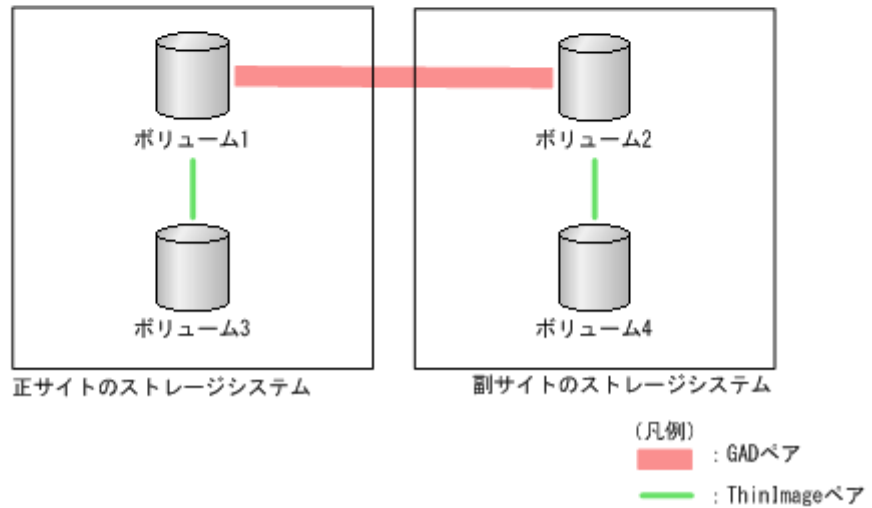 ボリューム1
ボリューム2
ボリューム3
ボリューム4
正サイトのストレージシステム
副サイトのストレージシステム
(凡例)
: GADペア
: ThinImageペア